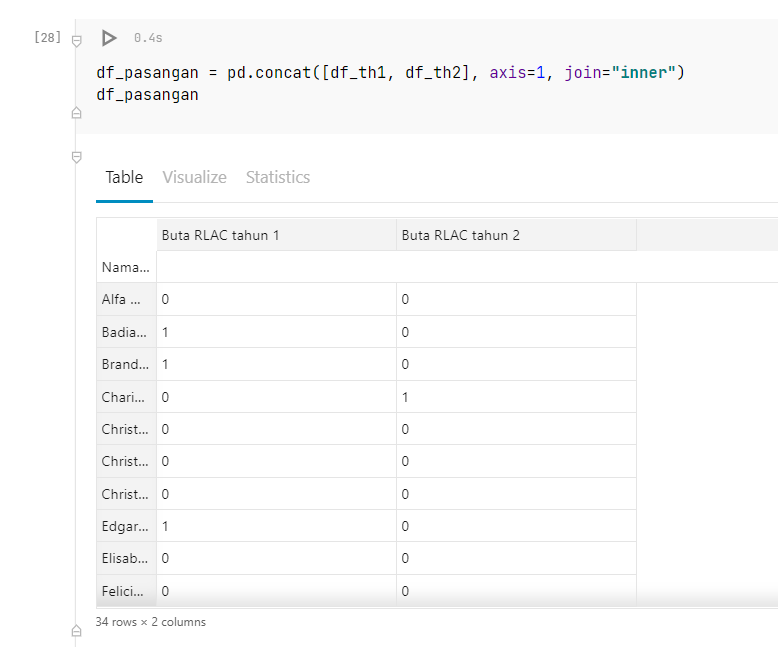 [28] 0.4s
df_pasangan = pd.concat([df_th1, df_th2], axis=1, join="inner")
df_pasangan
Table Visualize Statistics
Buta RLAC tahun 1 Buta RLAC tahun 2
Nama...
Alfa ... 0 0
Badia... 1 0
Brand... 1 0
Chari... 0 1
Christ... 0 0
Christ... 0 0
Christ... 0 0
Edgar... 1 0
Elisab... 0 0
Felici... 0 0
34 rows × 2 columns